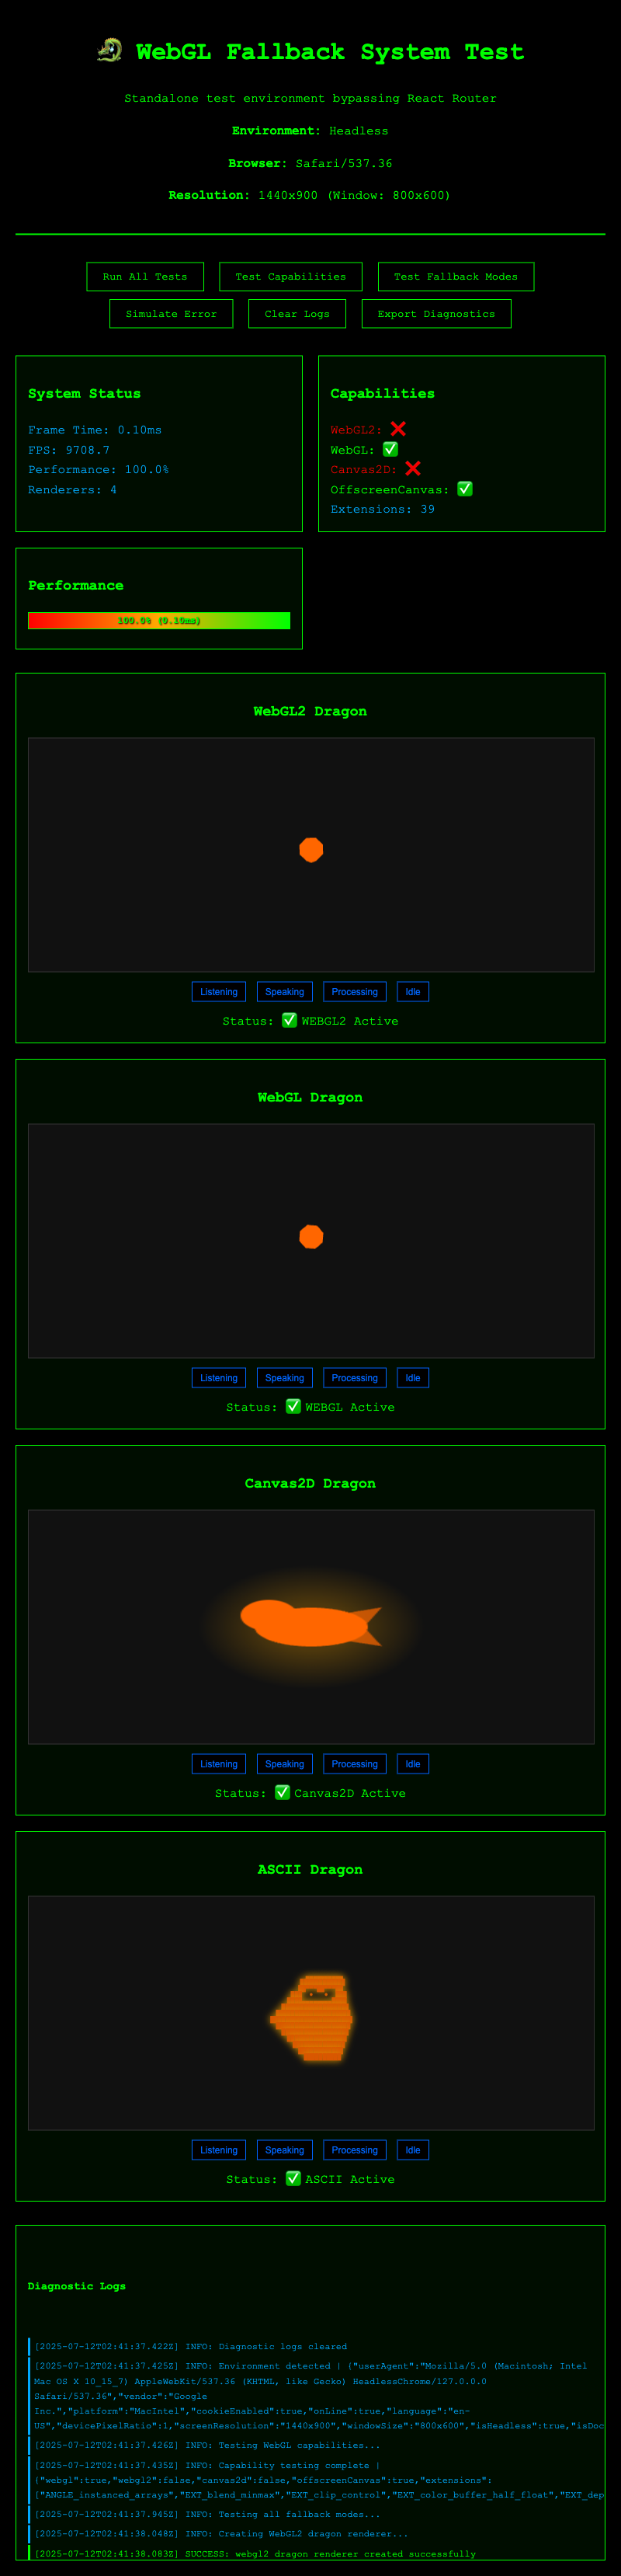 WebGL Fallback System Test
Standalone test environment bypassing React Router
Environment: Headless
Browser: Safari/537.36
Resolution: 1440x900 (Window: 800x600)
Run All Tests
Test Capabilities
Test Fallback Modes
Simulate Error
Clear Logs
Export Diagnostics
System Status
Frame Time: 0.10ms
FPS: 9708.7
Performance: 100.0%
Renderers: 4
Capabilities
WebGL2: ❌
WebGL: ✅
Canvas2D: ❌
OffscreenCanvas: ✅
Extensions: 39
Performance
100.0% (0.10ms)
WebGL2 Dragon
Listening
Speaking
Processing
Idle
Status: ✅ WEBGL2 Active
WebGL Dragon
Listening
Speaking
Processing
Idle
Status: ✅ WEBGL Active
Canvas2D Dragon
Listening
Speaking
Processing
Idle
Status: ✅ Canvas2D Active
ASCII Dragon
Listening
Speaking
Processing
Idle
Status: ✅ ASCII Active
Diagnostic Logs
[2025-07-12T02:41:37.422Z] INFO: Diagnostic logs cleared
[2025-07-12T02:41:37.425Z] INFO: Environment detected | {"userAgent":"Mozilla/5.0 (Macintosh; Intel
Mac OS X 10_15_7) AppleWebKit/537.36 (KHTML, like Gecko) HeadlessChrome/127.0.0.0
Safari/537.36","vendor":"Google
Inc.","platform":"MacIntel","cookieEnabled":true,"onLine":true,"language":"en-
US","devicePixelRatio":1,"screenResolution":"1440x900","windowSize":"800x600","isHeadless":true,"isDoc
[2025-07-12T02:41:37.426Z] INFO: Testing WebGL capabilities...
[2025-07-12T02:41:37.435Z] INFO: Capability testing complete |
{"webgl":true,"webgl2":false,"canvas2d":false,"offscreenCanvas":true,"extensions":
["ANGLE_instanced_arrays","EXT_blend_minmax","EXT_clip_control","EXT_color_buffer_half_float","EXT_dep
[2025-07-12T02:41:37.945Z] INFO: Testing all fallback modes...
[2025-07-12T02:41:38.048Z] INFO: Creating WebGL2 dragon renderer...
[2025-07-12T02:41:38.083Z] SUCCESS: webgl2 dragon renderer created successfully